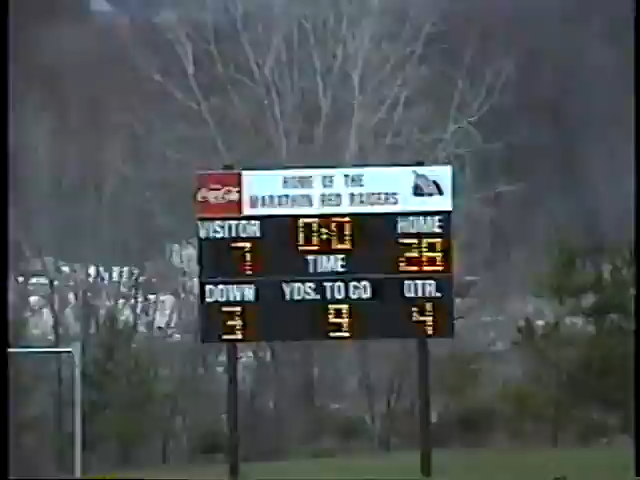 Coca-Cola
HOME OF THE
MARATHON RED RAIDERS
VISITOR 0:0 HOME
7 TIME 28
DOWN YDS. TO GO QTR.
3 9 4